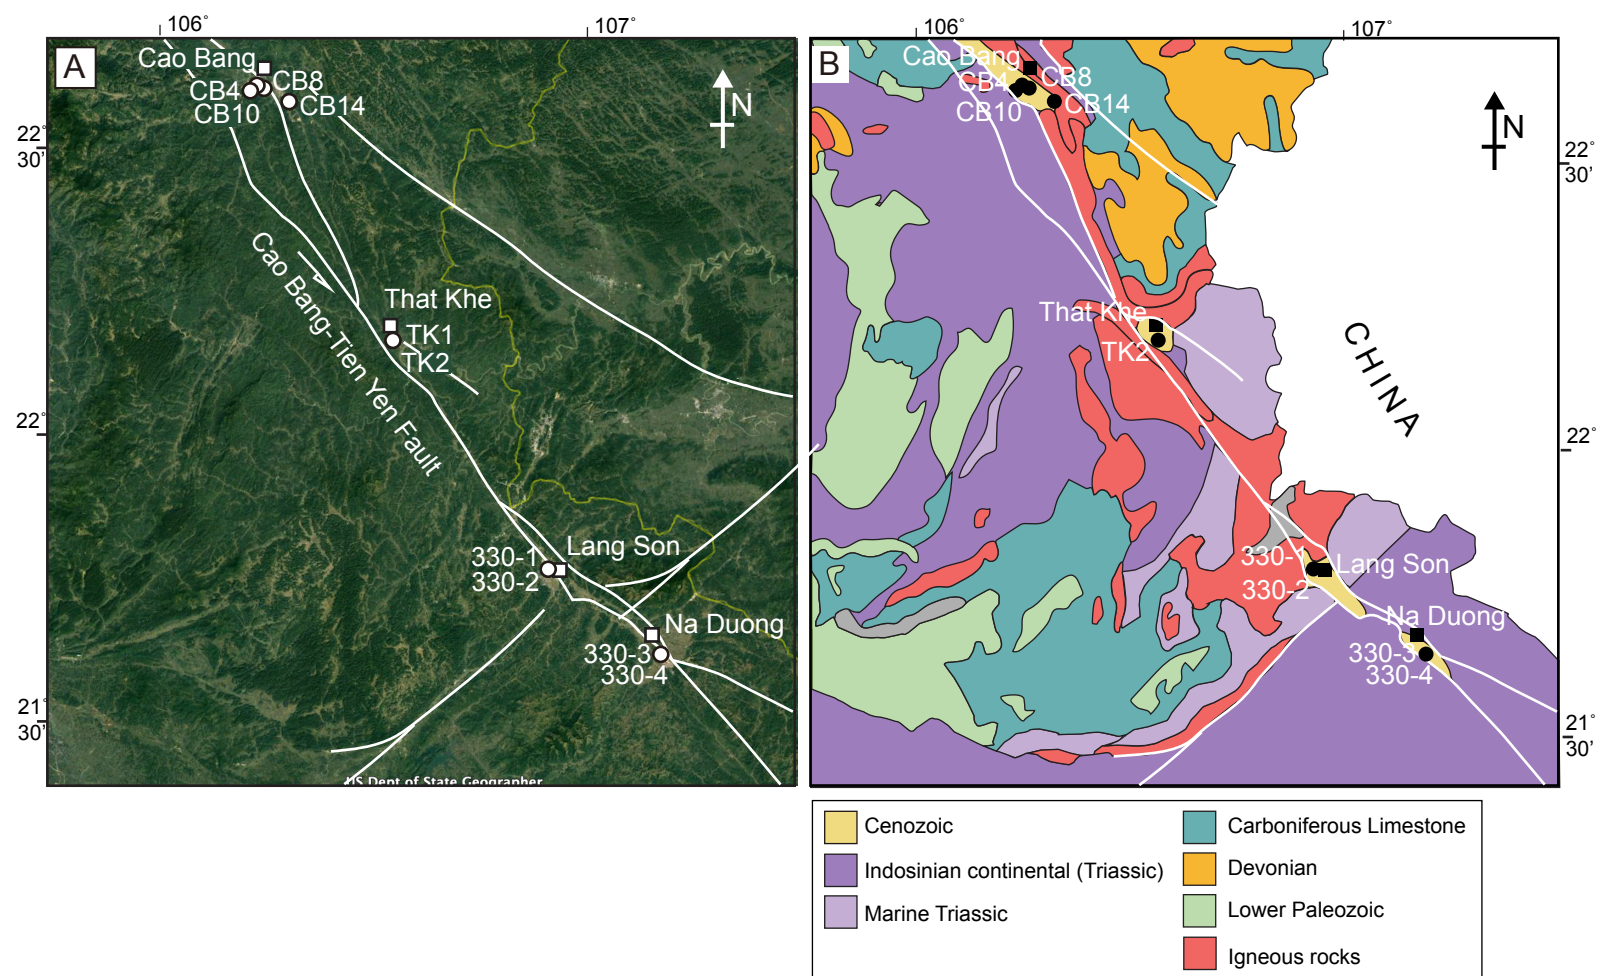 106°
107°
A
Cao Bang
CB4
CB8
CB10
CB14
N
22°
30'
Cao Bang-Tien Yen Fault
That Khe
TK1
TK2
22°
330-1
330-2
Lang Son
Na Duong
330-3
330-4
21°
30'
US Dept of State Geographer
106°
107°
B
Cao Bang
CB4
CB8
CB10
CB14
N
22°
30'
That Khe
TK2
CHINA
22°
330-1
330-2
Lang Son
Na Duong
330-3
330-4
21°
30'
Cenozoic
Indosinian continental (Triassic)
Marine Triassic
Carboniferous Limestone
Devonian
Lower Paleozoic
Igneous rocks